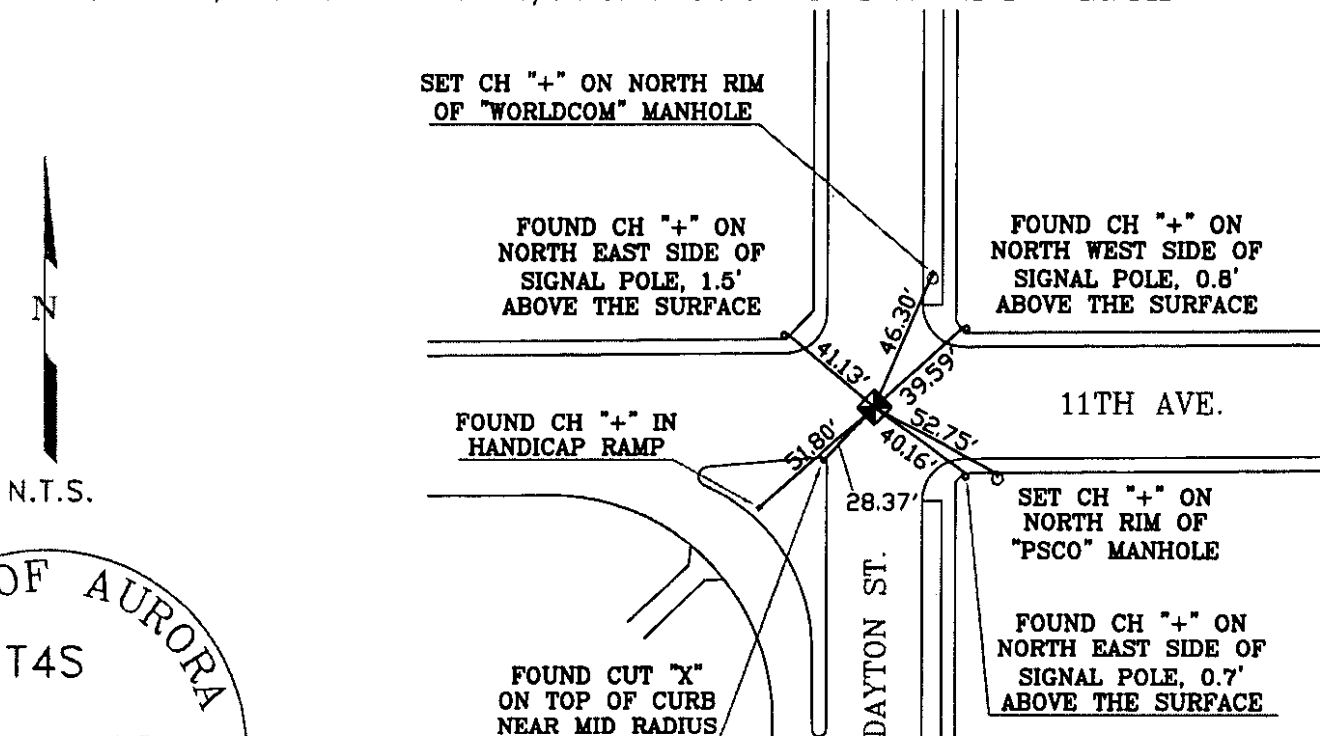 SET CH "+" ON NORTH RIM
OF "WORLDCOM" MANHOLE
FOUND CH "+" ON
NORTH EAST SIDE OF
SIGNAL POLE, 1.5'
ABOVE THE SURFACE
FOUND CH "+" ON
NORTH WEST SIDE OF
SIGNAL POLE, 0.8'
ABOVE THE SURFACE
N
46.30'
41.13'
39.59'
11TH AVE.
FOUND CH "+" IN
HANDICAP RAMP
51.80'
52.75'
40.16'
28.37'
N.T.S.
SET CH "+" ON
NORTH RIM OF
"PSCO" MANHOLE
OF AURORA
T4S
DAYTON ST.
FOUND CH "+" ON
NORTH EAST SIDE OF
SIGNAL POLE, 0.7'
ABOVE THE SURFACE
FOUND CUT "X"
ON TOP OF CURB
NEAR MID RADIUS